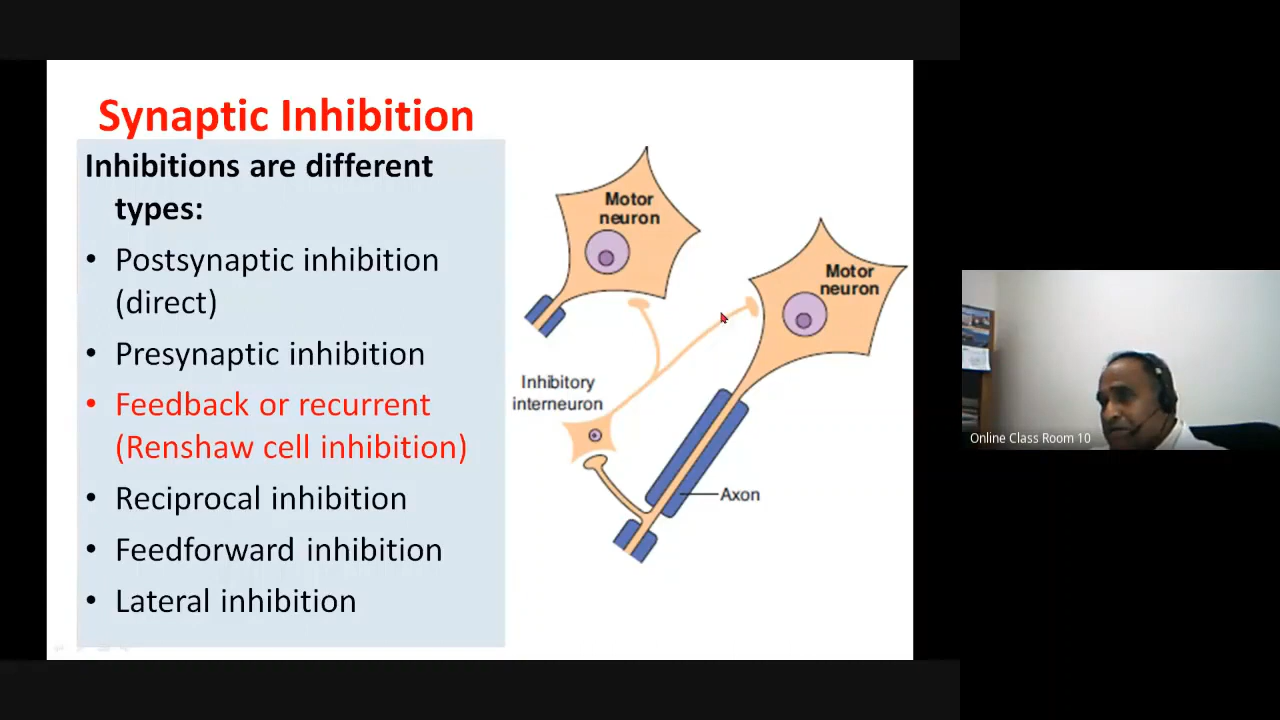 Synaptic Inhibition
Inhibitions are different
types:
• Postsynaptic inhibition
(direct)
• Presynaptic inhibition
• Feedback or recurrent
(Renshaw cell inhibition)
• Reciprocal inhibition
• Feedforward inhibition
• Lateral inhibition
Motor
neuron
Motor
neuron
Inhibitory
interneuron
Axon
Online Class Room 10